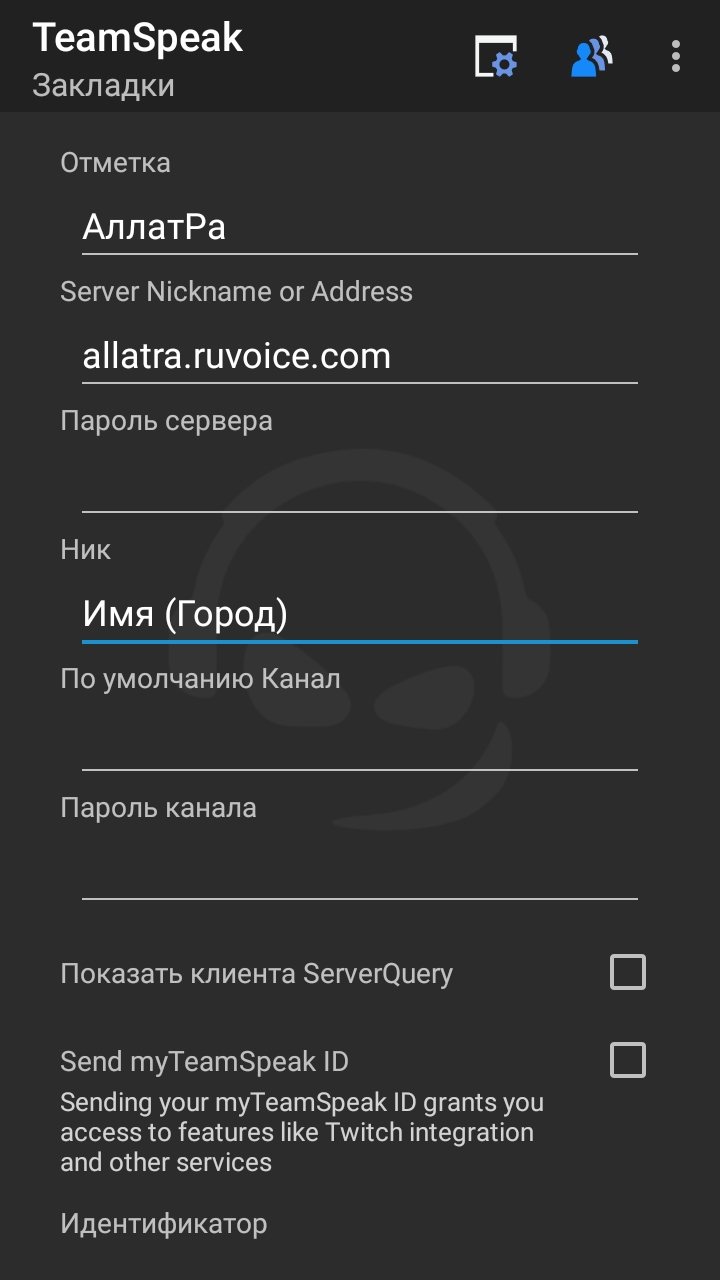 TeamSpeak
Закладки
Отметка
АллатРа
Server Nickname or Address
allatra.ruvoice.com
Пароль сервера
Ник
Имя (Город)
По умолчанию Канал
Пароль канала
Показать клиента ServerQuery
Send myTeamSpeak ID
Sending your myTeamSpeak ID grants you
access to features like Twitch integration
and other services
Идентификатор